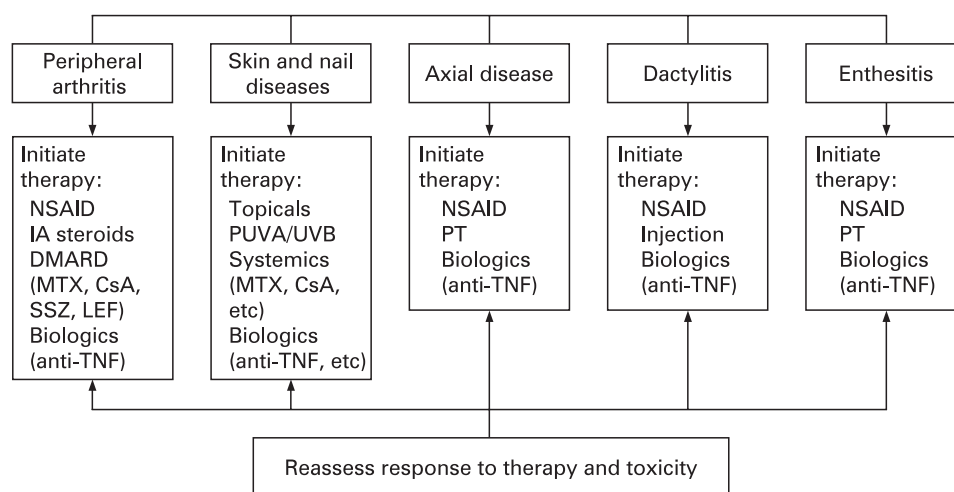 Peripheral
arthritis
Skin and nail
diseases
Axial disease
Dactylitis
Enthesitis
Initiate
therapy:
NSAID
IA steroids
DMARD
(MTX, CsA,
SSZ, LEF)
Biologics
(anti-TNF)
Initiate
therapy:
Topicals
PUVA/UVB
Systemics
(MTX, CsA,
etc)
Biologics
(anti-TNF, etc)
Initiate
therapy:
NSAID
PT
Biologics
(anti-TNF)
Initiate
therapy:
NSAID
Injection
Biologics
(anti-TNF)
Initiate
therapy:
NSAID
PT
Biologics
(anti-TNF)
Reassess response to therapy and toxicity